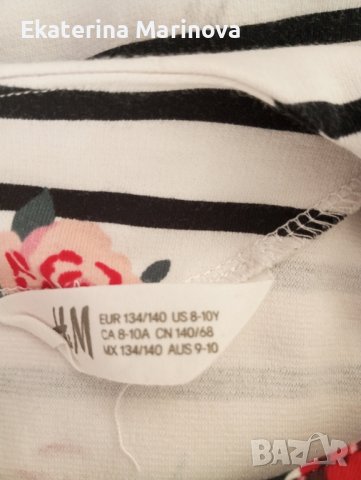 Ekaterina Marinova
H&M
EUR 134/140 US 8-10Y
CA 8-10A CN 140/68
MX 134/140 AUS 9-10
BAZAR